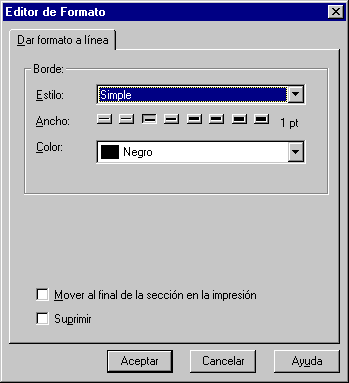 Editor de Formato
Dar formato a línea
Borde:
Estilo: Simple
Ancho: 1 pt
Color: Negro
Mover al final de la sección en la impresión
Suprimir
Aceptar Cancelar Ayuda